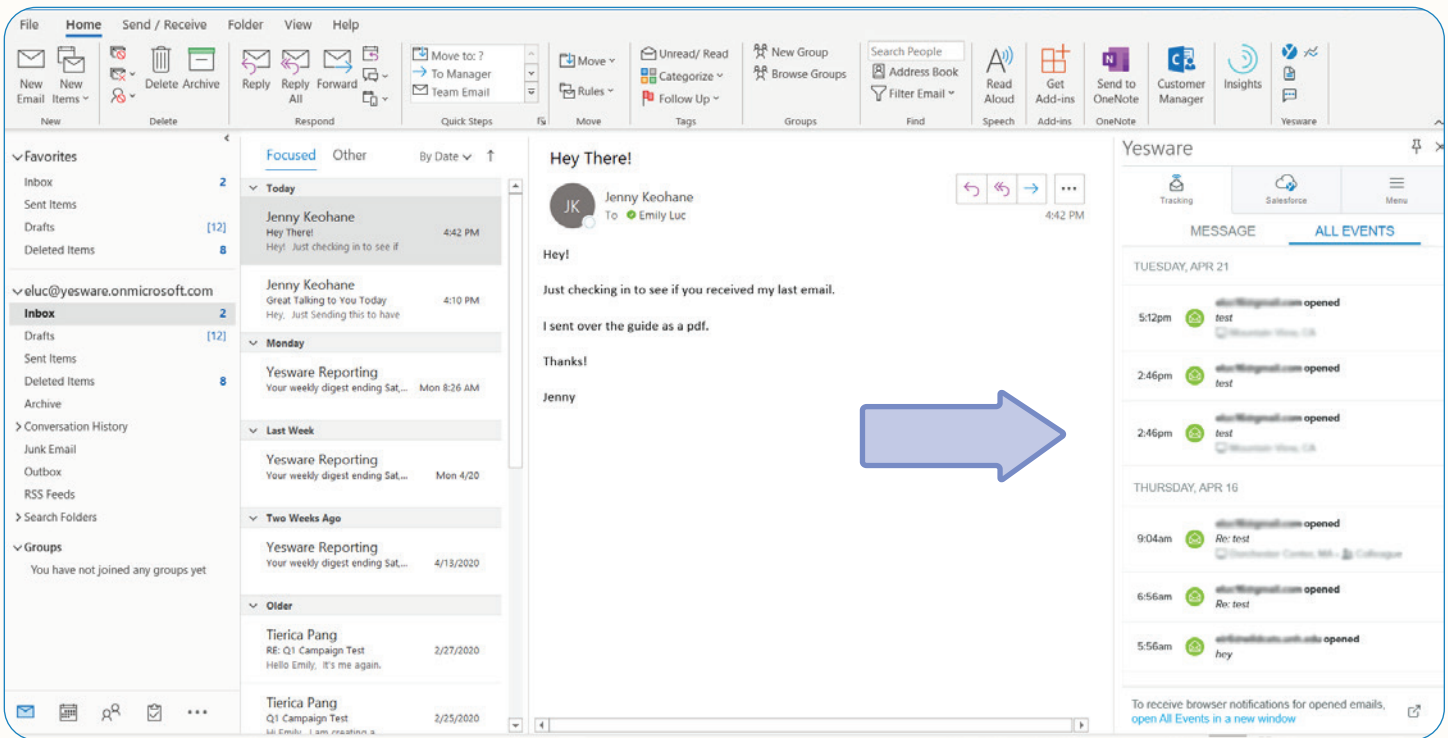 File Home Send / Receive Folder View Help
New Email
New Items
Delete Archive
Reply
Reply All
Forward
Move to: ?
To Manager
Team Email
Move
Rules
Unread/ Read
Categorize
Follow Up
New Group
Browse Groups
Search People
Address Book
Filter Email
Read Aloud
Get Add-ins
Send to OneNote
Customer Manager
Insights
New Delete Respond Quick Steps Move Tags Groups Find Speech Add-ins OneNote Yesware
Favorites
Inbox 2
Sent Items
Drafts [12]
Deleted Items 8
eluc@yesware.onmicrosoft.com
Inbox 2
Drafts [12]
Sent Items
Deleted Items 8
Archive
Conversation History
Junk Email
Outbox
RSS Feeds
Search Folders
Groups
You have not joined any groups yet
Focused Other By Date
Today
Jenny Keohane
Hey There! 4:42 PM
Hey! Just checking in to see if
Jenny Keohane
Great Talking to You Today 4:10 PM
Hey, Just Sending this to have
Monday
Yesware Reporting
Your weekly digest ending Sat,... Mon 8:26 AM
Last Week
Yesware Reporting
Your weekly digest ending Sat,... Mon 4/20
Two Weeks Ago
Yesware Reporting
Your weekly digest ending Sat,... 4/13/2020
Older
Tierica Pang
RE: Q1 Campaign Test 2/27/2020
Hello Emily, It's me again.
Tierica Pang
Q1 Campaign Test 2/25/2020
Hi Emily I am creating a
Hey There!
JK
Jenny Keohane
To Emily Luc
4:42 PM
Hey!
Just checking in to see if you received my last email.
I sent over the guide as a pdf.
Thanks!
Jenny
Yesware
Tracking Salesforce Menu
MESSAGE ALL EVENTS
TUESDAY, APR 21
opened
5:12pm test
opened
2:46pm test
opened
2:46pm test
THURSDAY, APR 16
opened
9:04am Re: test
opened
6:56am Re: test
opened
5:56am hey
To receive browser notifications for opened emails,
open All Events in a new window